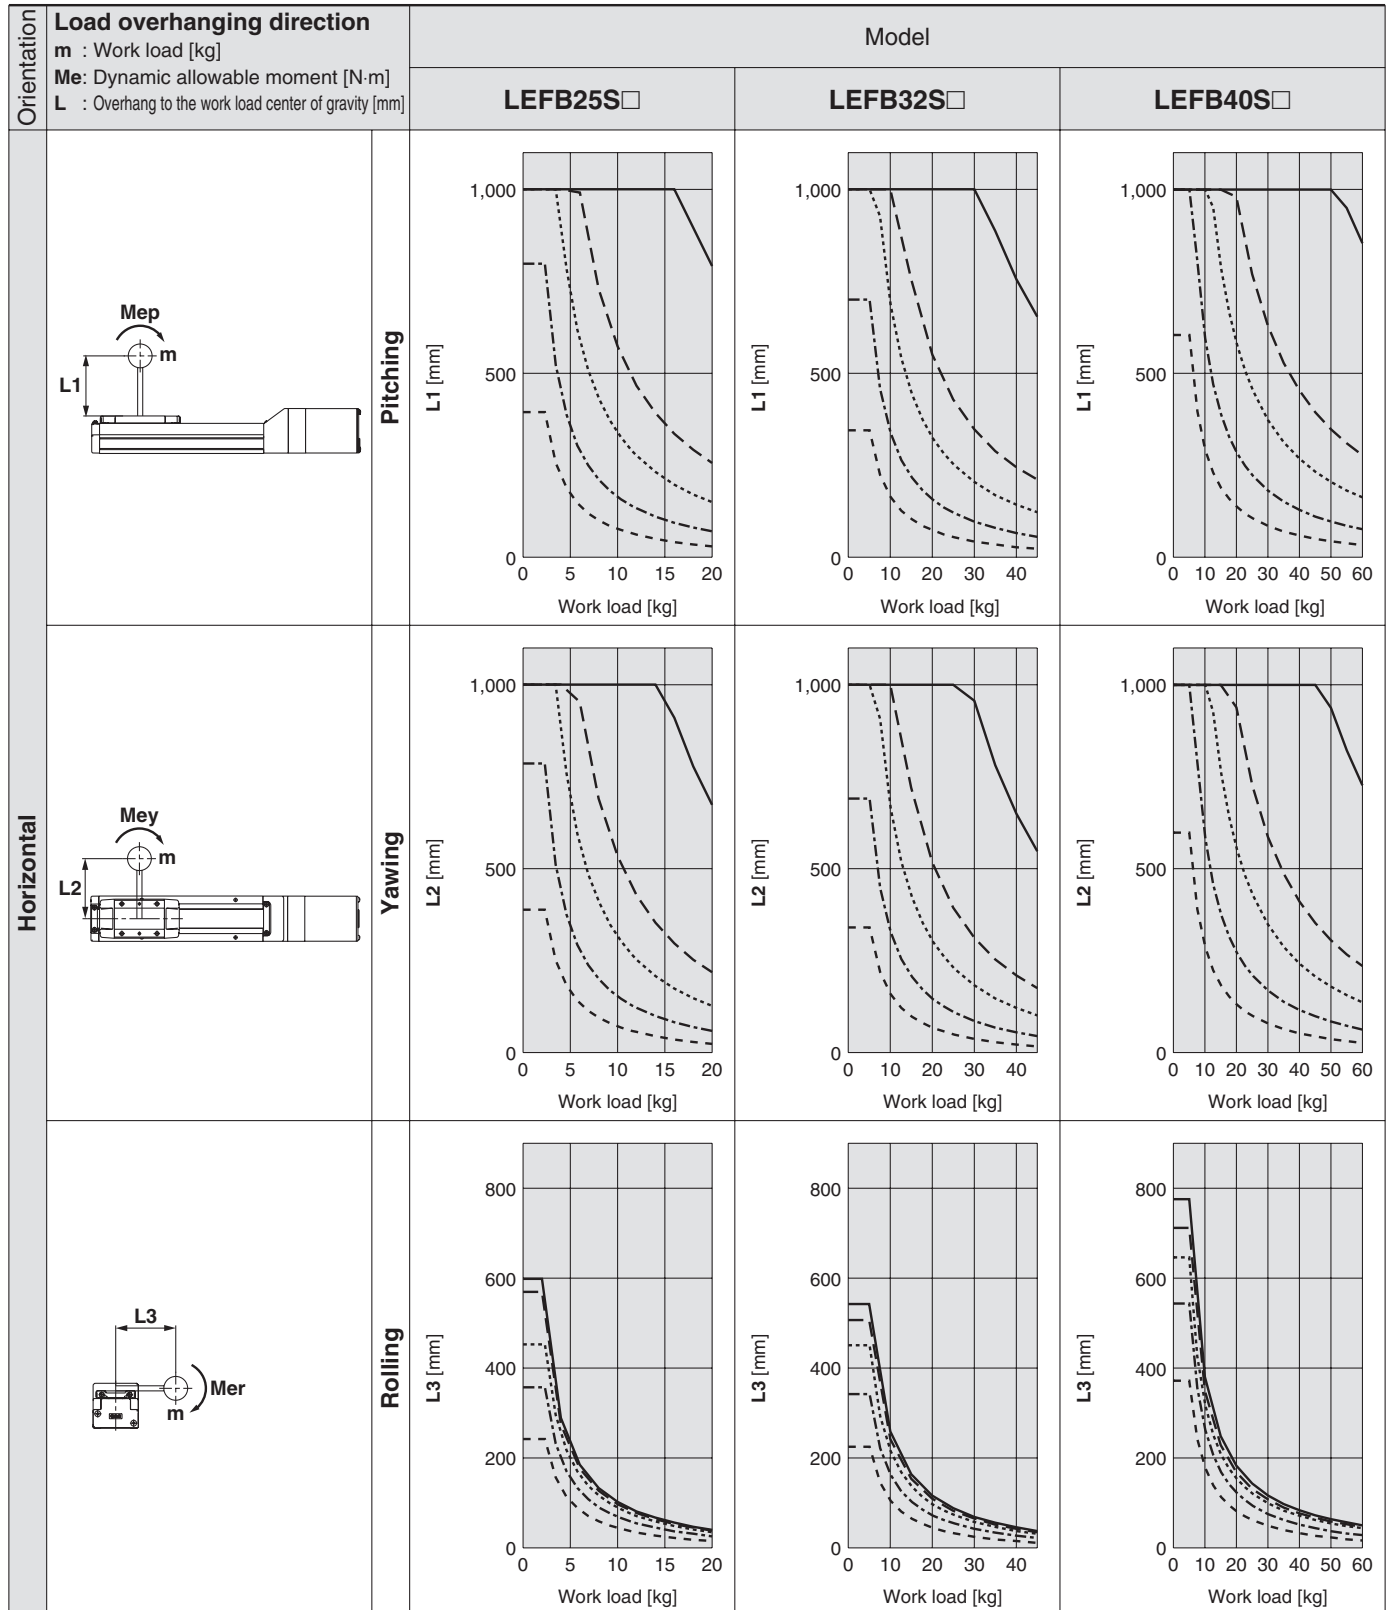 Orientation
Load overhanging direction
m : Work load [kg]
Me: Dynamic allowable moment [N·m]
L : Overhang to the work load center of gravity [mm]
Model
LEFB25S□
LEFB32S□
LEFB40S□
Horizontal
Mep
m
L1
Pitching
L1 [mm]
1,000
500
0
0 5 10 15 20
Work load [kg]
L1 [mm]
1,000
500
0
0 10 20 30 40
Work load [kg]
L1 [mm]
1,000
500
0
0 10 20 30 40 50 60
Work load [kg]
Mey
m
L2
Yawing
L2 [mm]
1,000
500
0
0 5 10 15 20
Work load [kg]
L2 [mm]
1,000
500
0
0 10 20 30 40
Work load [kg]
L2 [mm]
1,000
500
0
0 10 20 30 40 50 60
Work load [kg]
L3
Mer
m
Rolling
L3 [mm]
800
600
400
200
0
0 5 10 15 20
Work load [kg]
L3 [mm]
800
600
400
200
0
0 10 20 30 40
Work load [kg]
L3 [mm]
800
600
400
200
0
0 10 20 30 40 50 60
Work load [kg]